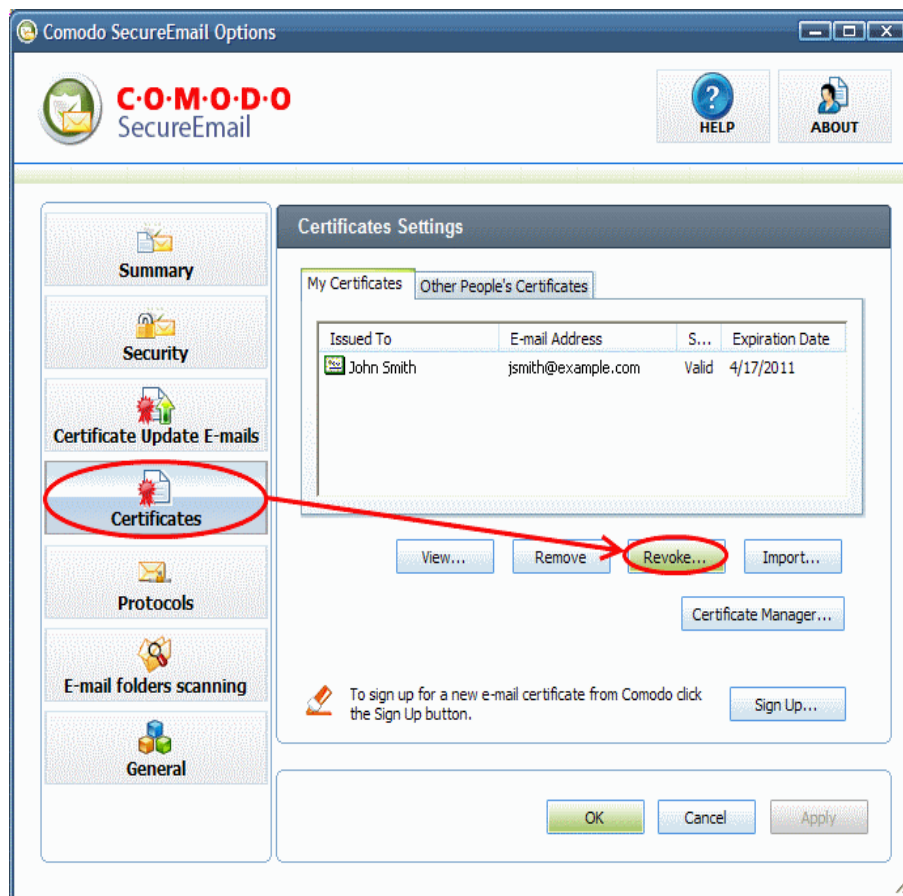 Comodo SecureEmail Options
C·O·M·O·D·O
SecureEmail
HELP
ABOUT
Summary
Security
Certificate Update E-mails
Certificates
Protocols
E-mail folders scanning
General
Certificates Settings
My Certificates Other People's Certificates
Issued To E-mail Address S... Expiration Date
John Smith jsmith@example.com Valid 4/17/2011
View... Remove Revoke... Import...
Certificate Manager...
To sign up for a new e-mail certificate from Comodo click
the Sign Up button.
Sign Up...
OK Cancel Apply